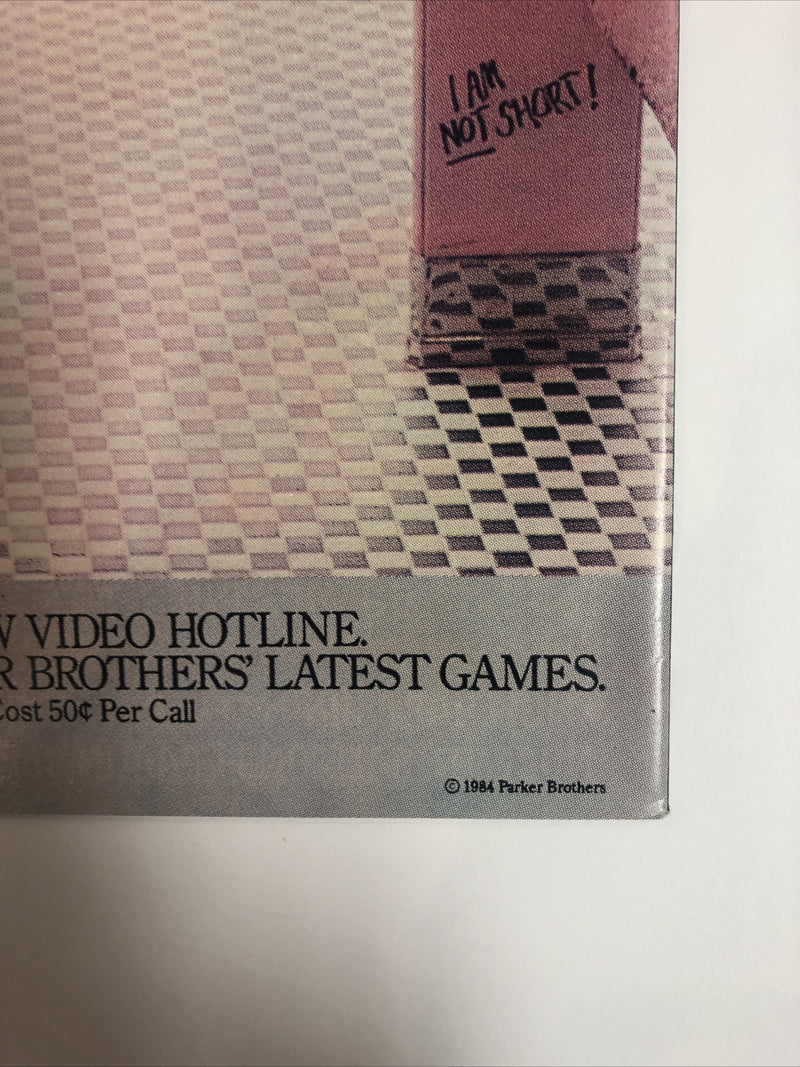 I AM
NOT SHORT!
VIDEO HOTLINE.
R BROTHERS' LATEST GAMES.
Cost 50¢ Per Call
© 1984 Parker Brothers